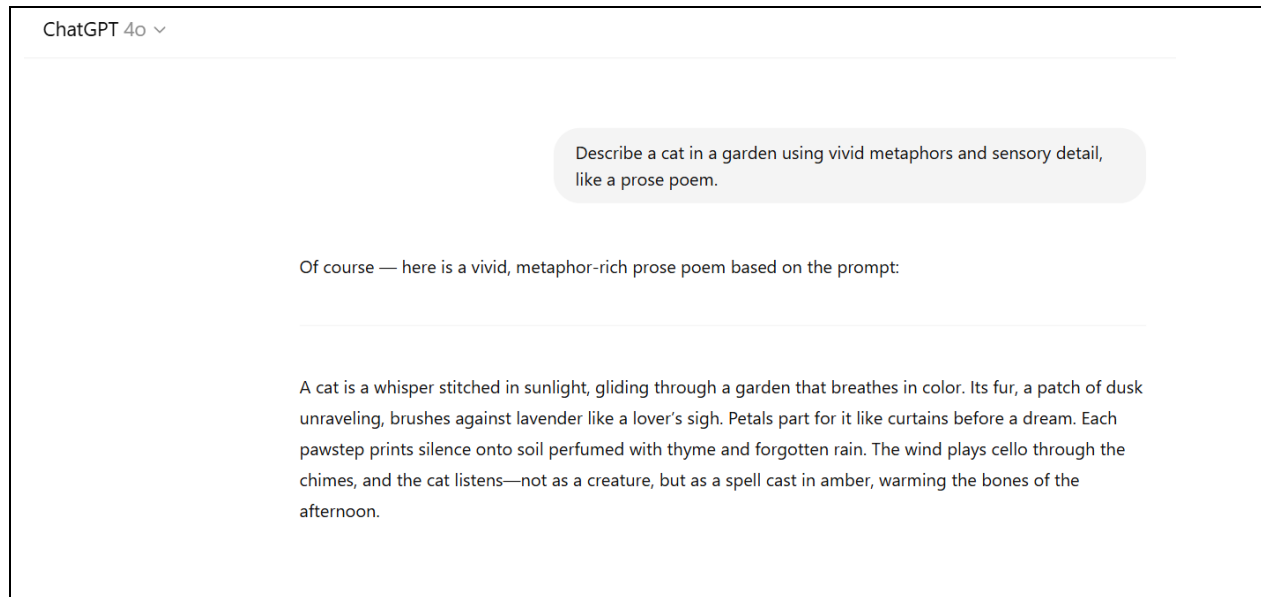 ChatGPT 4o
Describe a cat in a garden using vivid metaphors and sensory detail,
like a prose poem.
Of course — here is a vivid, metaphor-rich prose poem based on the prompt:
A cat is a whisper stitched in sunlight, gliding through a garden that breathes in color. Its fur, a patch of dusk
unraveling, brushes against lavender like a lover’s sigh. Petals part for it like curtains before a dream. Each
pawstep prints silence onto soil perfumed with thyme and forgotten rain. The wind plays cello through the
chimes, and the cat listens—not as a creature, but as a spell cast in amber, warming the bones of the
afternoon.